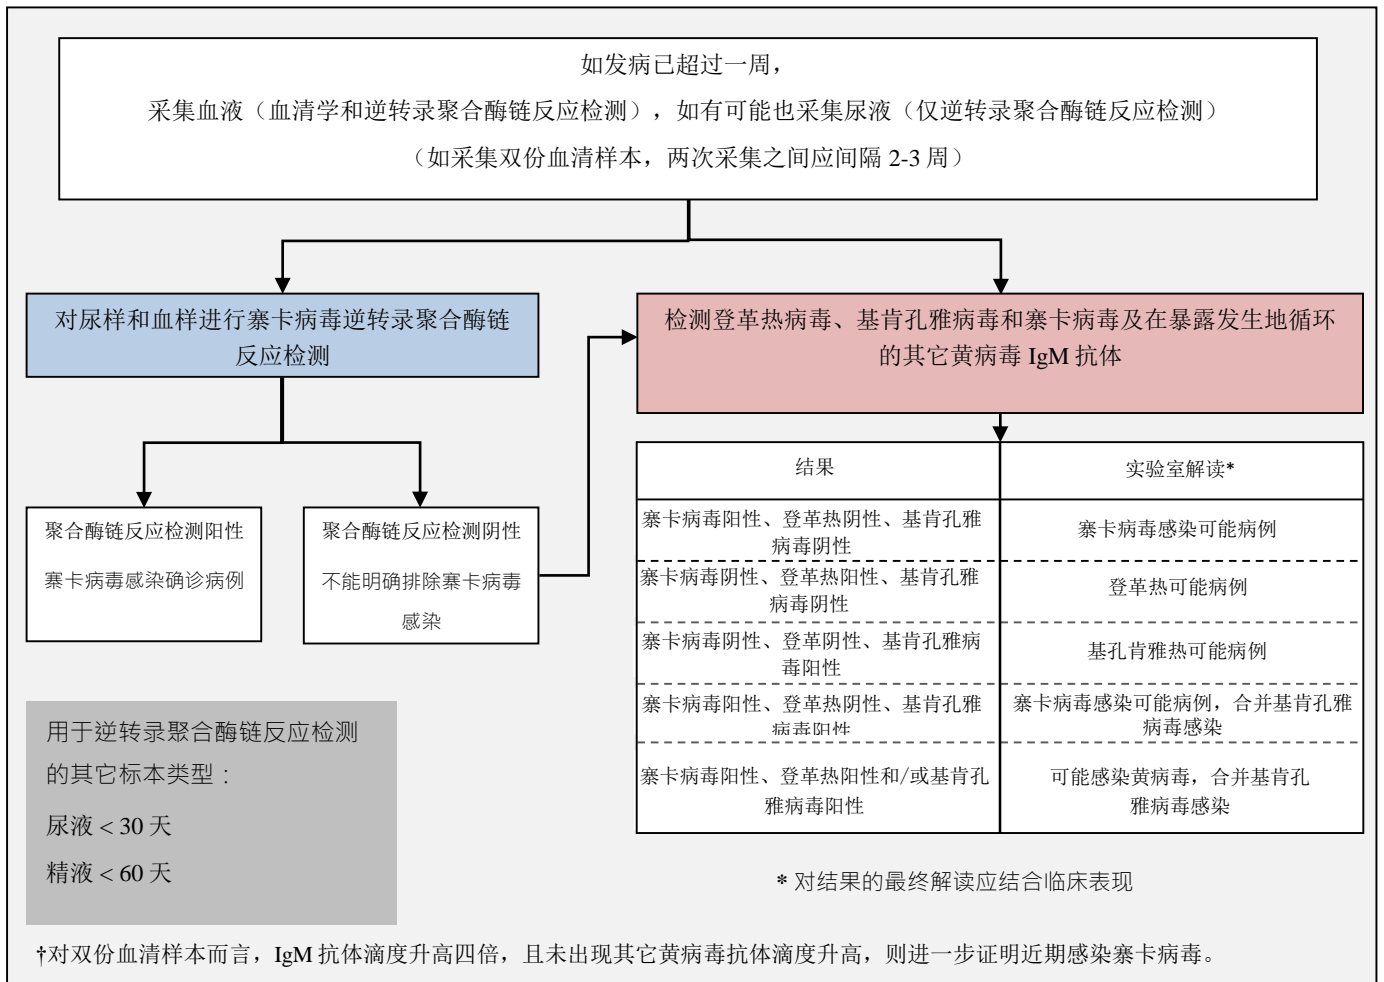 如发病已超过一周，
采集血液（血清学和逆转录聚合酶链反应检测），如有可能也采集尿液（仅逆转录聚合酶链反应检测）
（如采集双份血清样本，两次采集之间应间隔 2-3 周）
对尿样和血样进行寨卡病毒逆转录聚合酶链
反应检测
检测登革热病毒、基肯孔雅病毒和寨卡病毒及在暴露发生地循环
的其它黄病毒 IgM 抗体
聚合酶链反应检测阳性
寨卡病毒感染确诊病例
聚合酶链反应检测阴性
不能明确排除寨卡病毒
感染
结果
实验室解读*
寨卡病毒阳性、登革热阴性、基肯孔雅
病毒阴性
寨卡病毒感染可能病例
寨卡病毒阴性、登革热阳性、基肯孔雅
病毒阴性
登革热可能病例
寨卡病毒阴性、登革阴性、基肯孔雅病
毒阳性
基孔肯雅热可能病例
寨卡病毒阳性、登革热阴性、基肯孔雅
病毒阳性
寨卡病毒感染可能病例，合并基肯孔雅
病毒感染
寨卡病毒阳性、登革热阳性和/或基肯孔
雅病毒阳性
可能感染黄病毒，合并基肯孔
雅病毒感染
用于逆转录聚合酶链反应检测
的其它标本类型：
尿液 < 30 天
精液 < 60 天
* 对结果的最终解读应结合临床表现
†对双份血清样本而言，IgM 抗体滴度升高四倍，且未出现其它黄病毒抗体滴度升高，则进一步证明近期感染寨卡病毒。